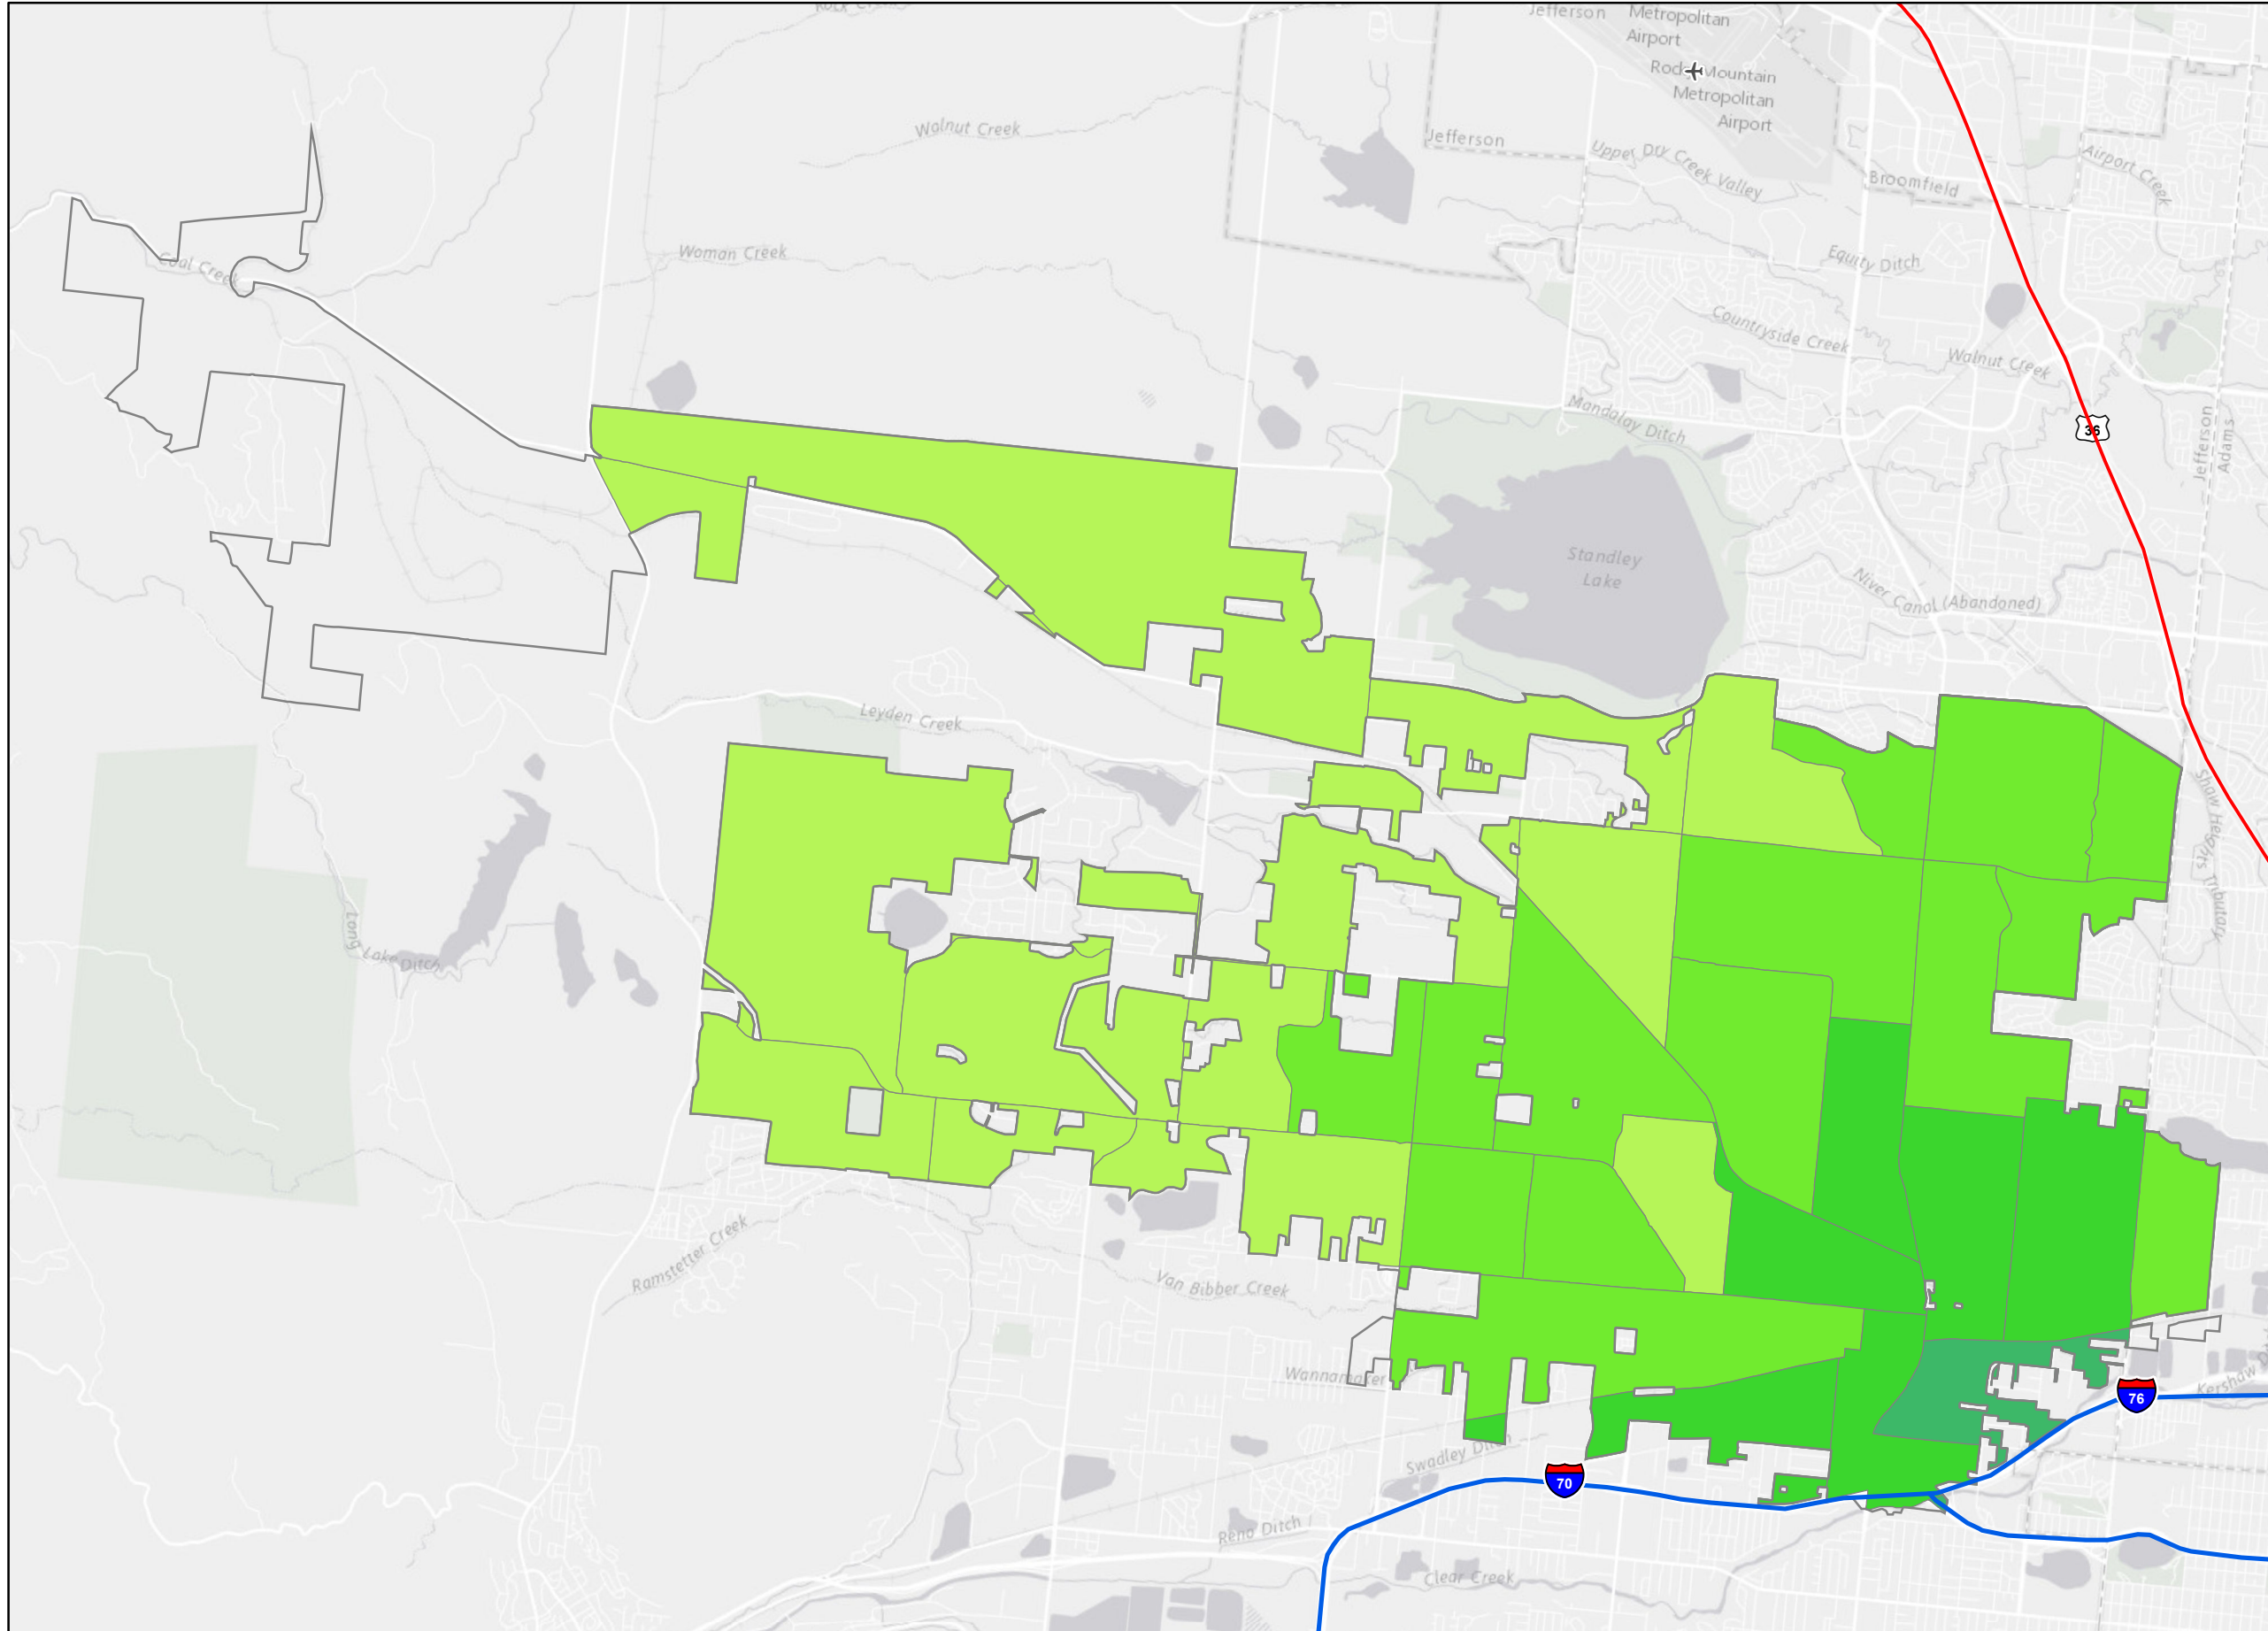 Rock Creek
Jefferson
Metropolitan
Airport
Rocky Mountain
Metropolitan
Airport
Walnut Creek
Jefferson
Upper Dry Creek Valley
Airport Creek
Broomfield
Woman Creek
Coal Creek
Equity Ditch
Countryside Creek
Walnut Creek
Mandalay Ditch
36
Jefferson
Adams
Standley
Lake
Niver Canal (Abandoned)
Leyden Creek
Shaw Heights Tributary
Long
Lake Ditch
Ramstetter Creek
Van Bibber Creek
Wannamaker
Kershaw
76
Swadley Ditch
70
Reno Ditch
Clear Creek